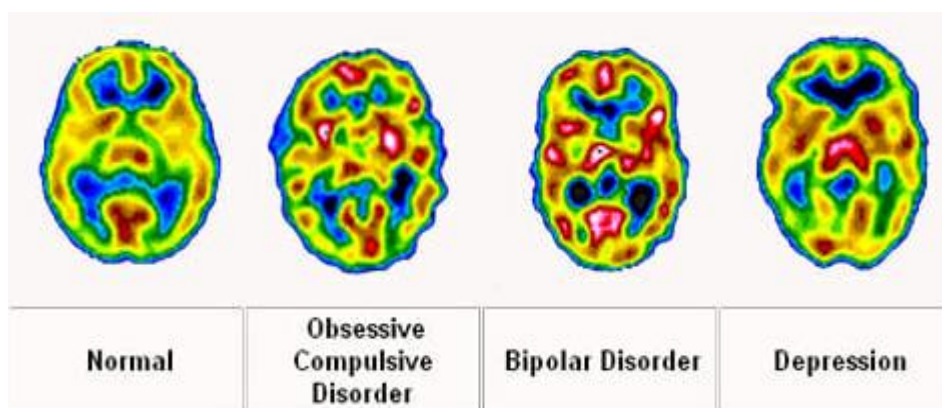 Normal
Obsessive
Compulsive
Disorder
Bipolar Disorder
Depression